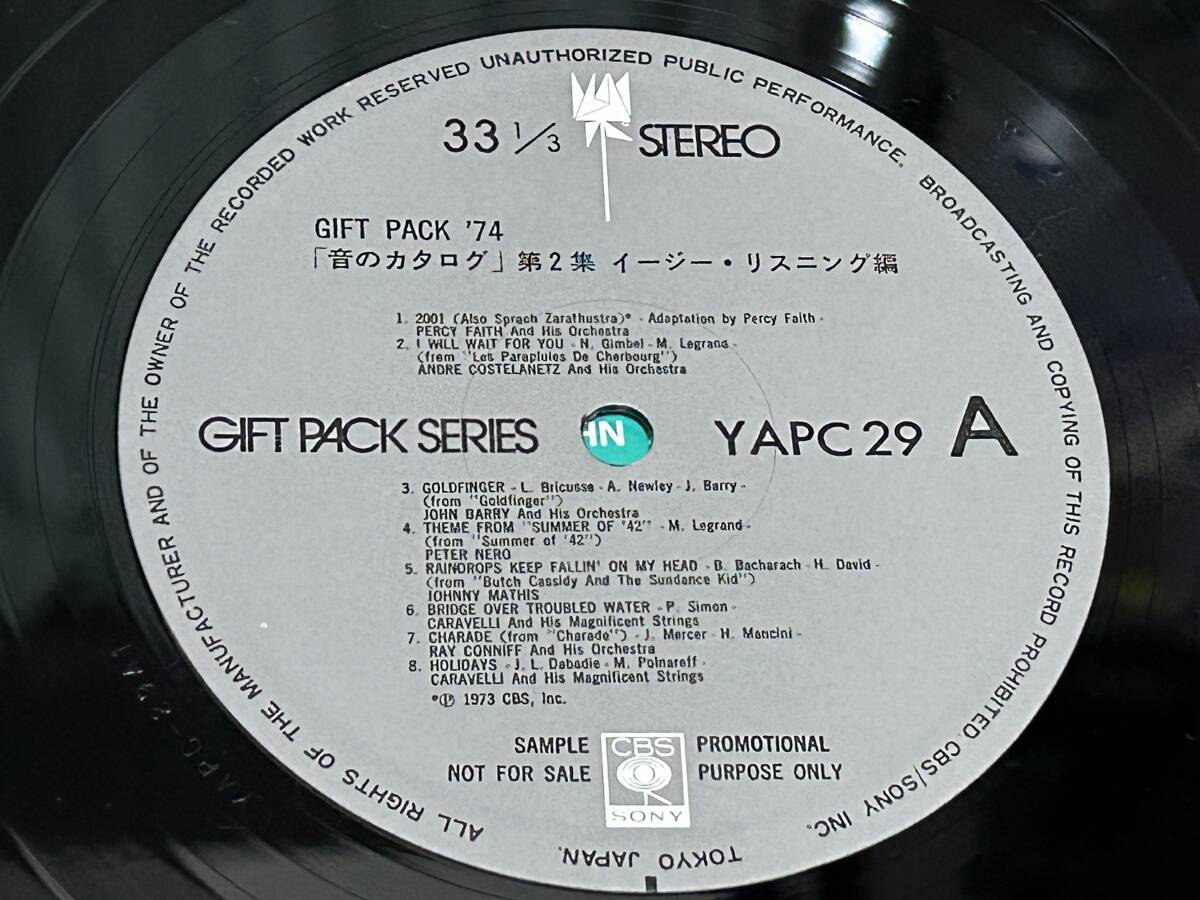 ALL RIGHTS OF THE MANUFACTURER AND OF THE OWNER OF THE RECORDED WORK RESERVED UNAUTHORIZED PUBLIC PERFORMANCE. BROADCASTING AND COPYING OF THIS RECORD PROHIBITED. CBS/SONY INC.
TOKYO JAPAN.
33 1/3 STEREO
GIFT PACK '74
「音のカタログ」第2集 イージー・リスニング編
1. 2001 (Also Sprach Zarathustra)* - Adaptation by Percy Faith -
PERCY FAITH And His Orchestra
2. I WILL WAIT FOR YOU - N. Gimbel - M. Legrand -
(from "Les Parapluies De Cherbourg")
ANDRE COSTELANETZ And His Orchestra
GIFT PACK SERIES
HN
YAPC 29 A
3. GOLDFINGER - L. Bricusse - A. Newley - J. Barry -
(from "Goldfinger")
JOHN BARRY And His Orchestra
4. THEME FROM "SUMMER OF '42" - M. Legrand -
(from "Summer of '42")
PETER NERO
5. RAINDROPS KEEP FALLIN' ON MY HEAD - B. Bacharach - H. David -
(from "Butch Cassidy And The Sundance Kid")
JOHNNY MATHIS
6. BRIDGE OVER TROUBLED WATER - P. Simon -
CARAVELLI And His Magnificent Strings
7. CHARADE (from "Charade") - J. Mercer - H. Mancini -
RAY CONNIFF And His Orchestra
8. HOLIDAYS - J. L. Dabadie - M. Polnareff -
CARAVELLI And His Magnificent Strings
*Ⓟ 1973 CBS, Inc.
SAMPLE
NOT FOR SALE
CBS
SONY
PROMOTIONAL
PURPOSE ONLY